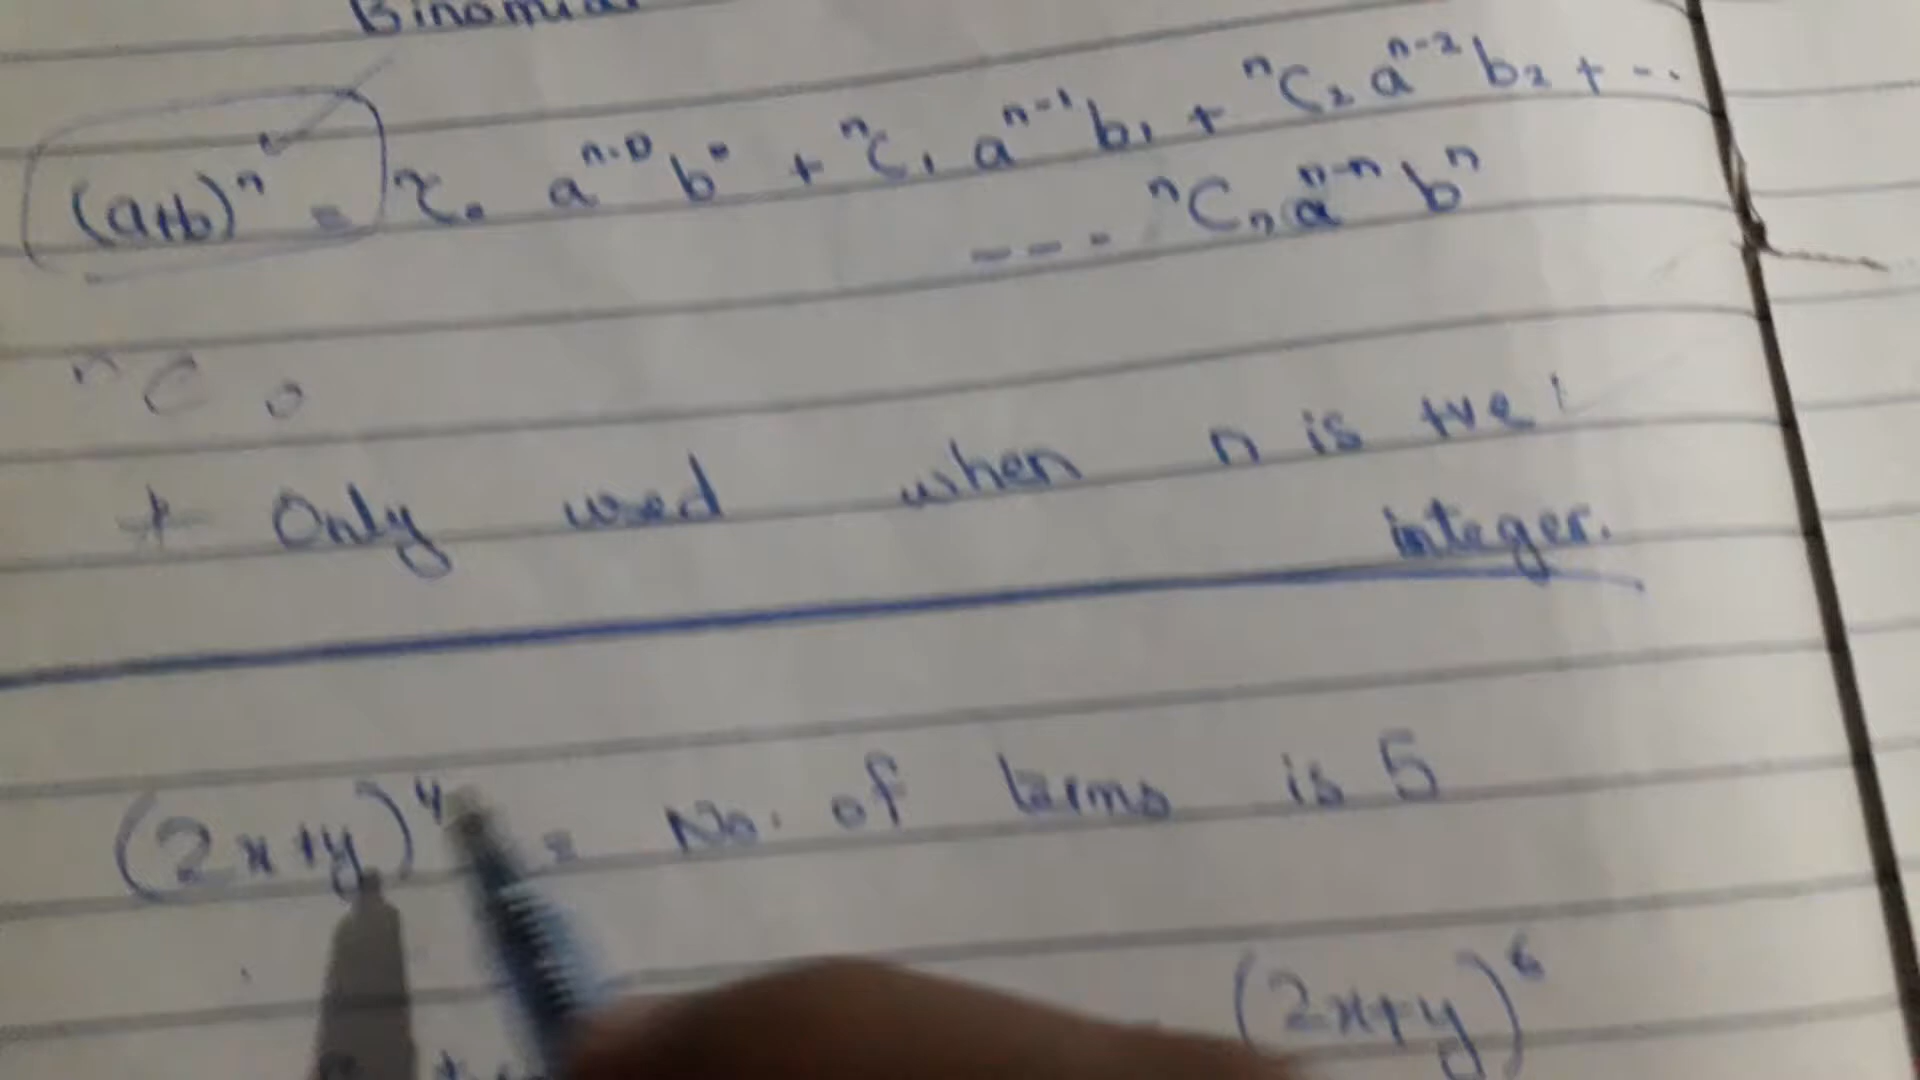 Binomial
(a+b)ⁿ = ⁿC₀ aⁿ⁻⁰ b⁰ + ⁿC₁ aⁿ⁻¹ b₁ + ⁿC₂ aⁿ⁻² b₂ + --
--- ⁿCₙ aⁿ⁻ⁿ bⁿ
ⁿC₀
* Only used when n is +ve
integer.
(2x+y)⁴ = No. of terms is 5
(2x+y)⁶